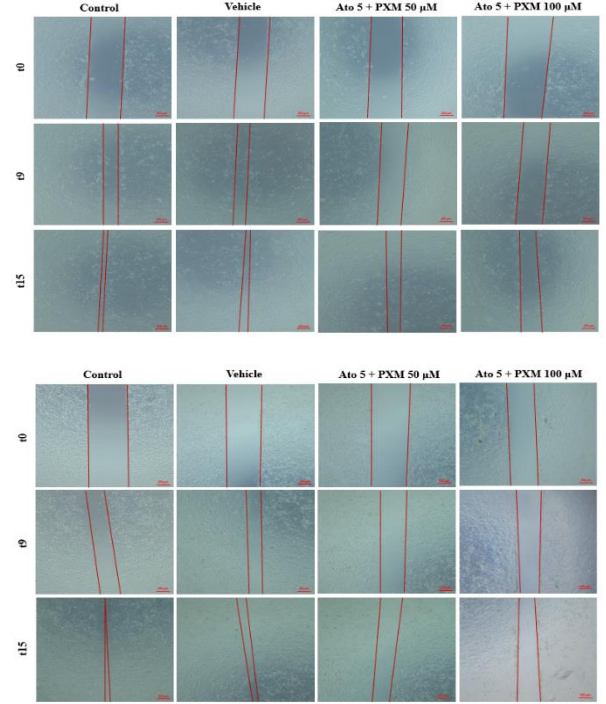 Control Vehicle Ato 5 + PXM 50 µM Ato 5 + PXM 100 µM
t0
t9
t15
Control Vehicle Ato 5 + PXM 50 µM Ato 5 + PXM 100 µM
t0
t9
t15